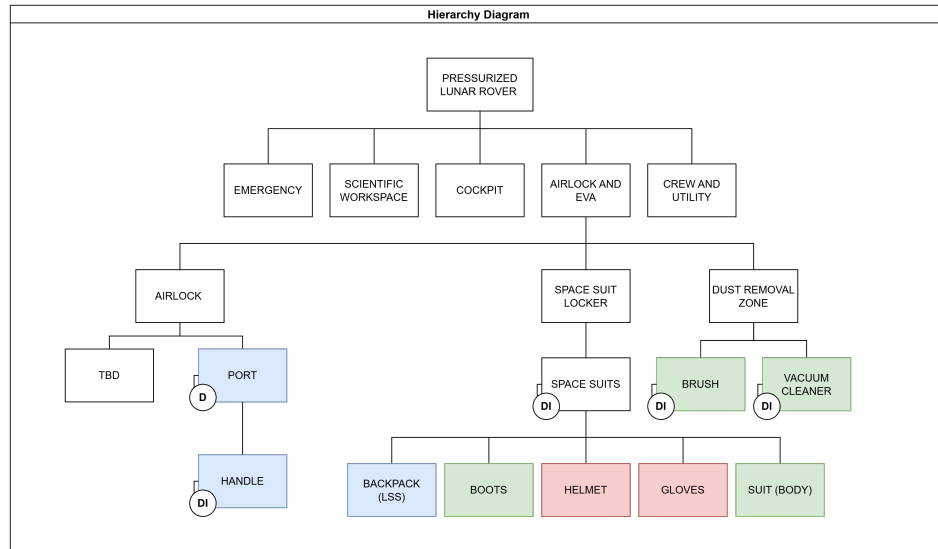 Hierarchy Diagram
PRESSURIZED
LUNAR ROVER
EMERGENCY
SCIENTIFIC
WORKSPACE
COCKPIT
AIRLOCK AND
EVA
CREW AND
UTILITY
AIRLOCK
SPACE SUIT
LOCKER
DUST REMOVAL
ZONE
TBD
PORT
D
SPACE SUITS
DI
BRUSH
DI
VACUUM
CLEANER
DI
HANDLE
DI
BACKPACK
(LSS)
BOOTS
HELMET
GLOVES
SUIT (BODY)